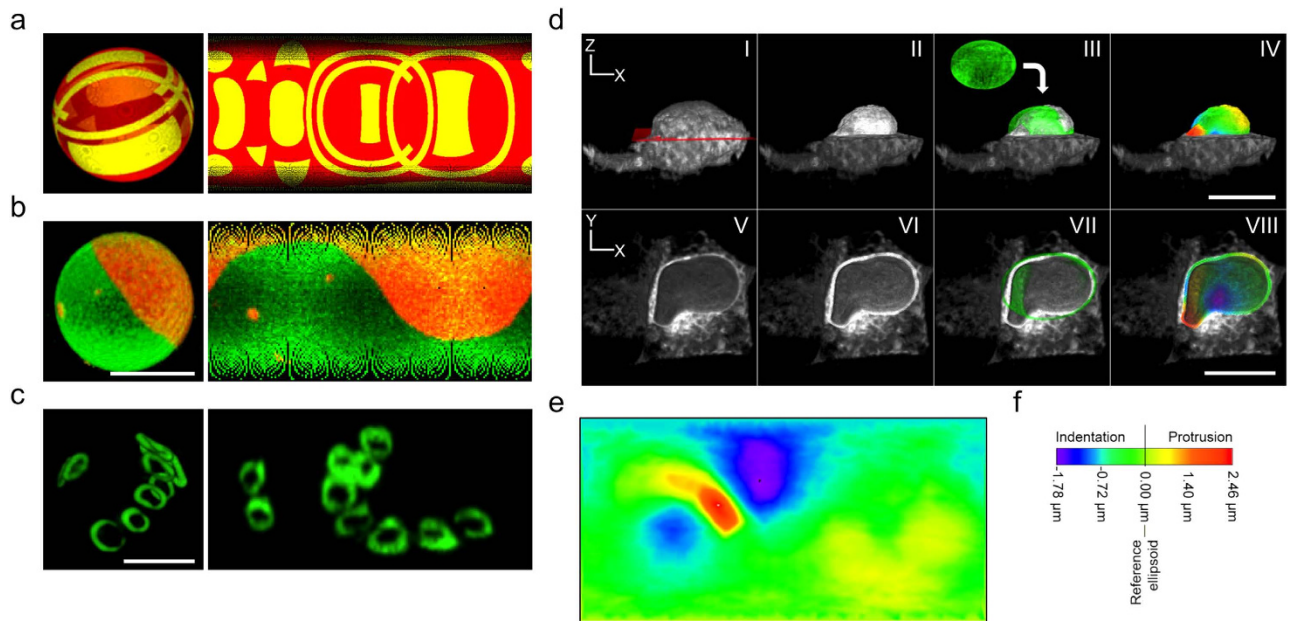 a
b
c
d
Z
X
I
II
III
IV
Y
X
V
VI
VII
VIII
e
f
Indentation Protrusion
-1.78 μm
-0.72 μm
0.00 μm
1.40 μm
2.46 μm
Reference
ellipsoid